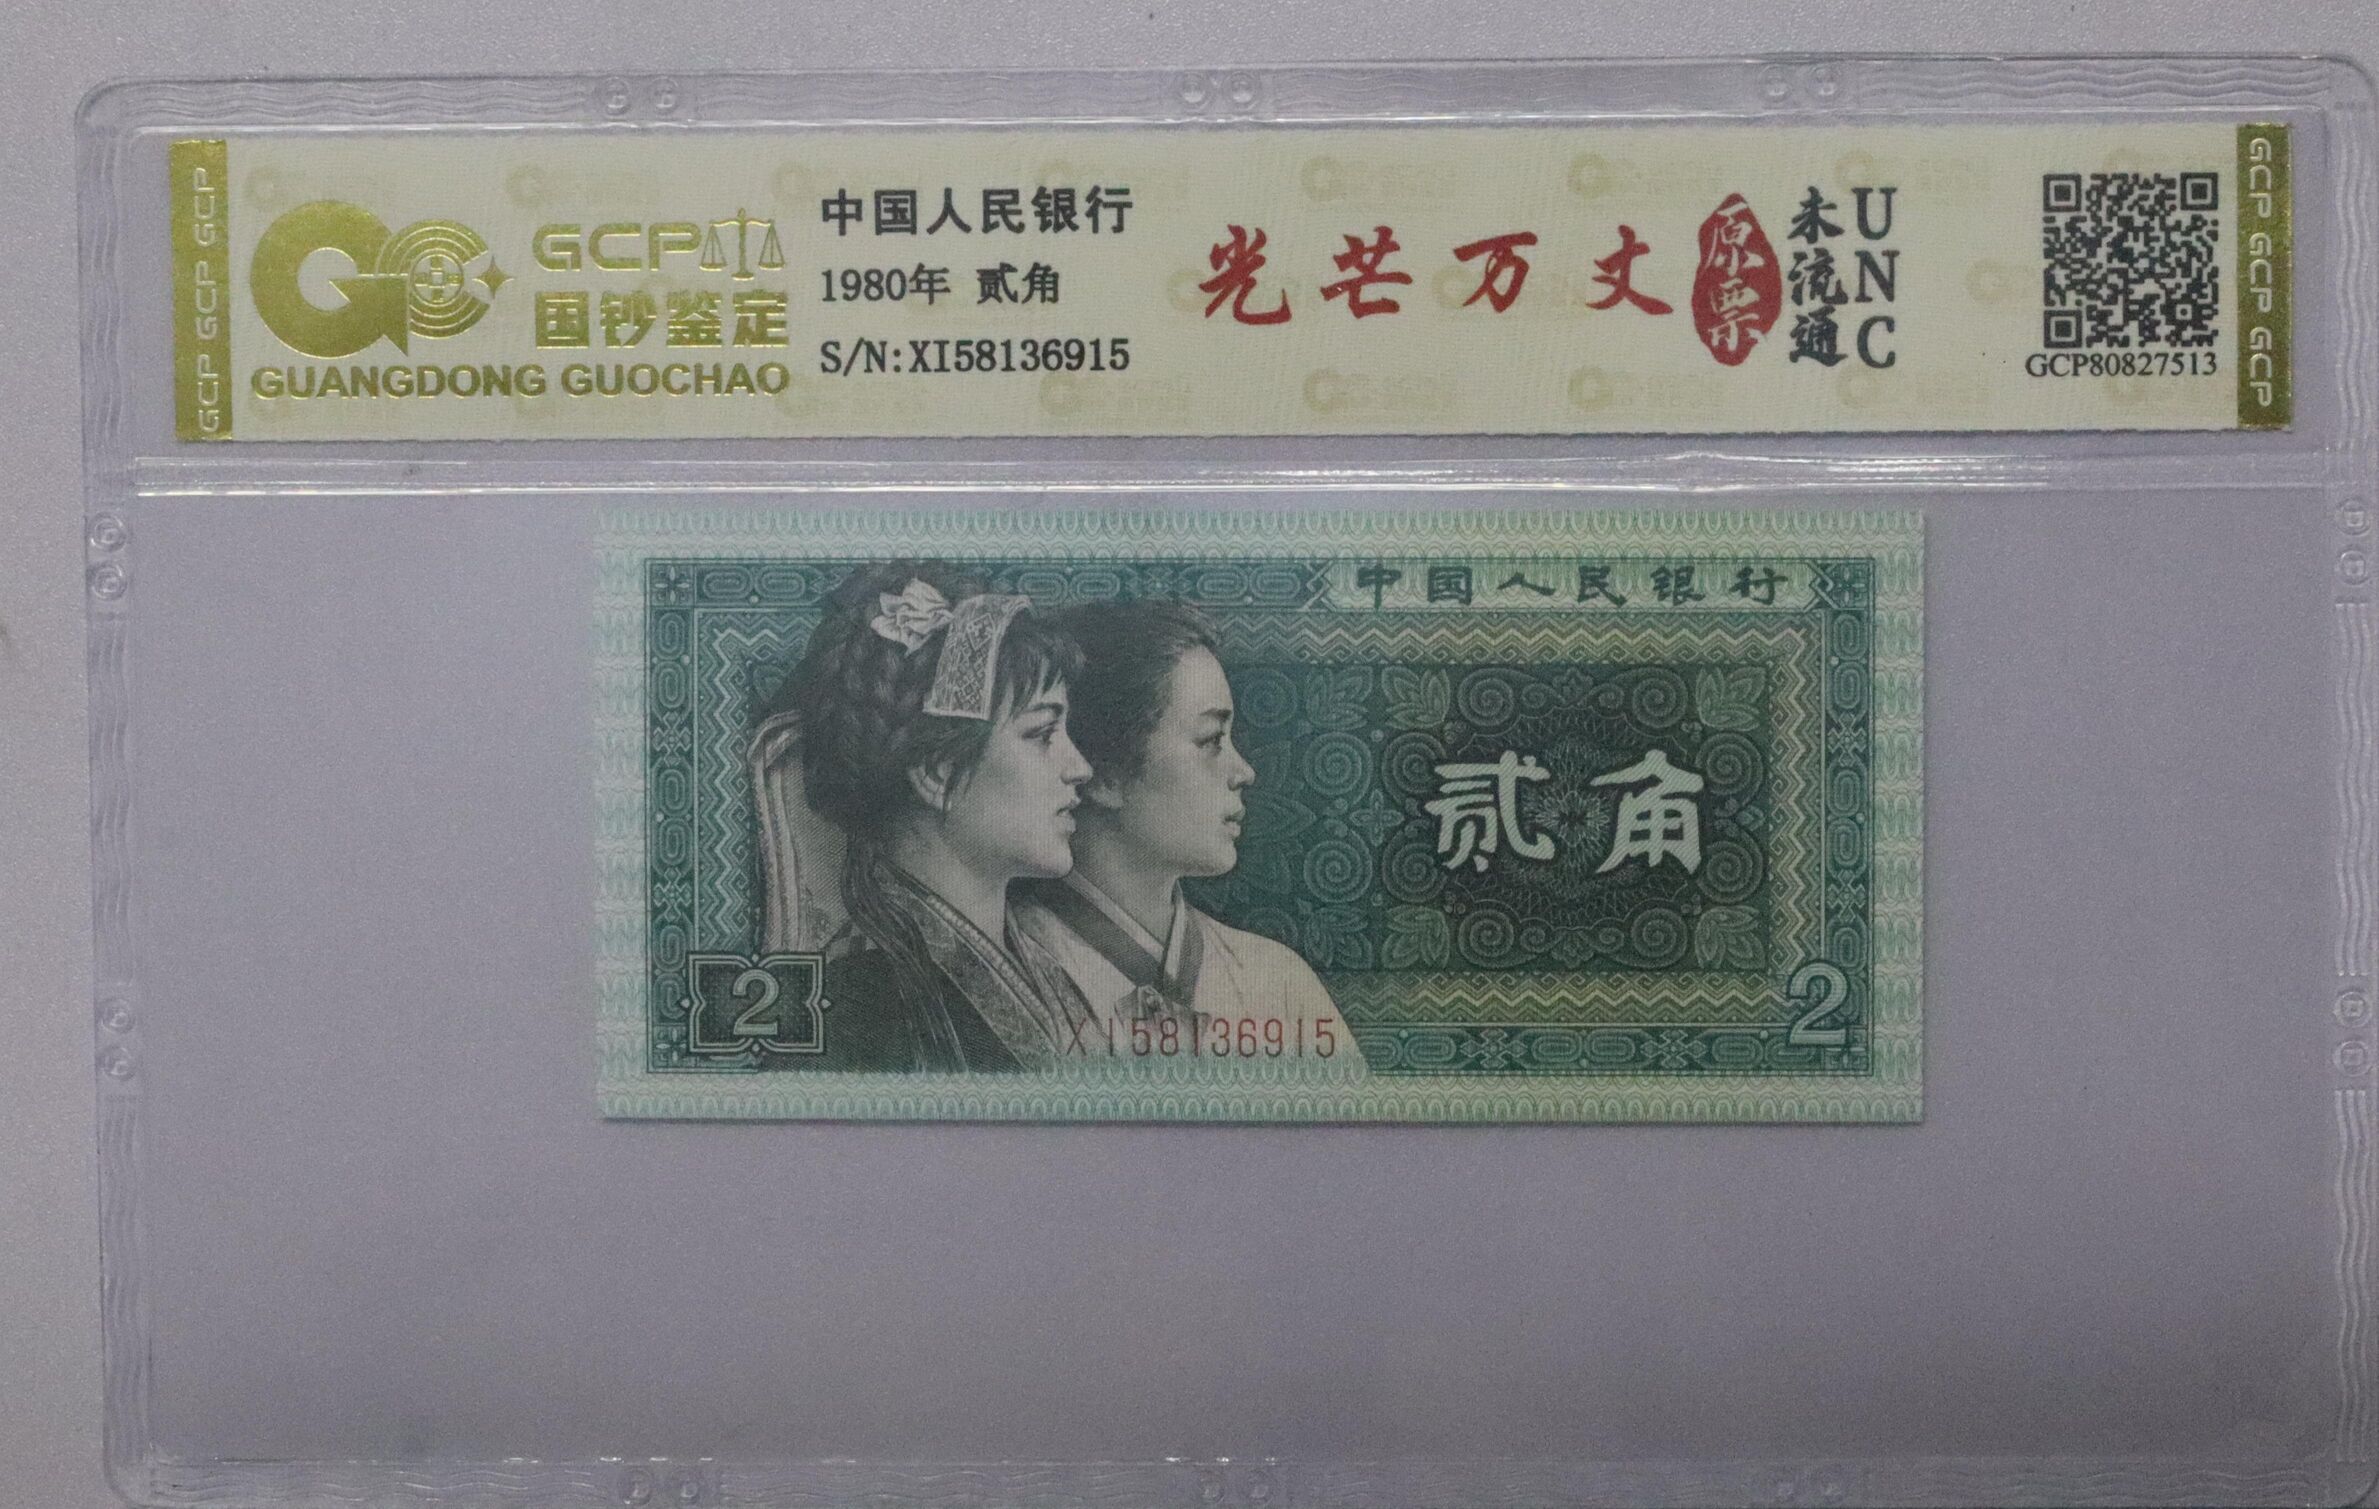 GCP GCP GCP
GCP
国钞鉴定
GUANGDONG GUOCHAO
中国人民银行
1980年 贰角
S/N:XI58136915
光芒万丈
原票
未流通
UNC
GCP80827513
GCP GCP GCP
中国人民银行
贰角
2
XI58136915
2